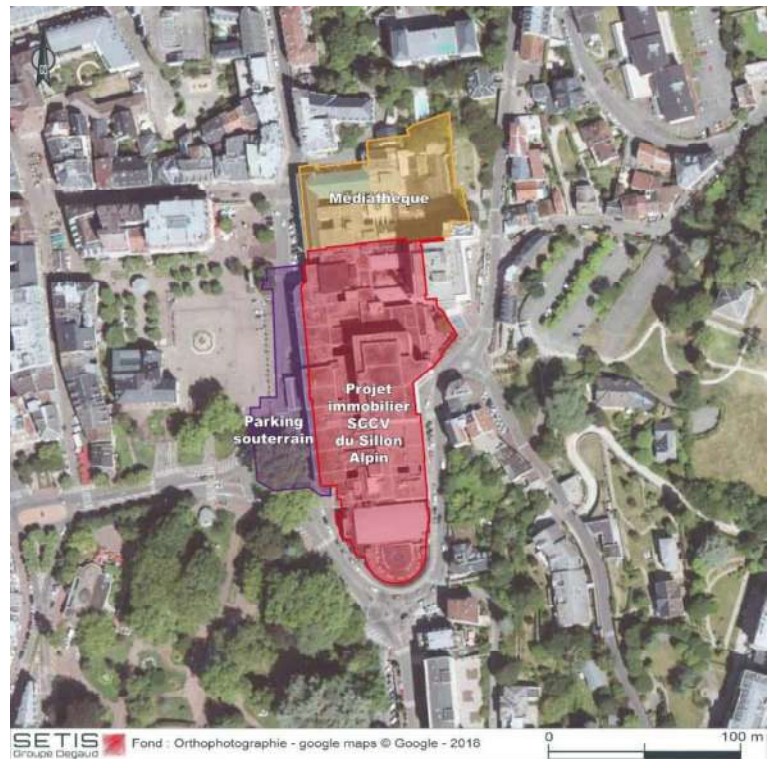 Médiathèque
Projet
immobilier
SCCV
du Sillon
Alpin
Parking
souterrain
SETIS
Groupe Degaud
Fond : Orthophotographie - google maps © Google - 2018
0
100 m